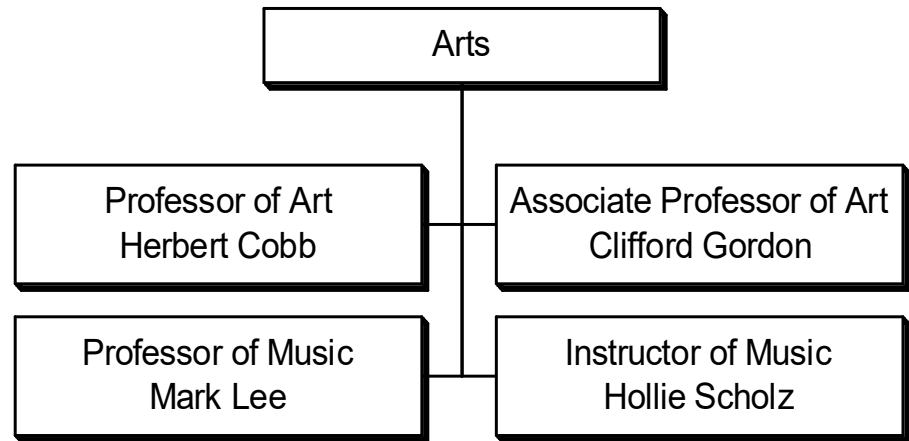 Arts
Professor of Art
Herbert Cobb
Associate Professor of Art
Clifford Gordon
Professor of Music
Mark Lee
Instructor of Music
Hollie Scholz